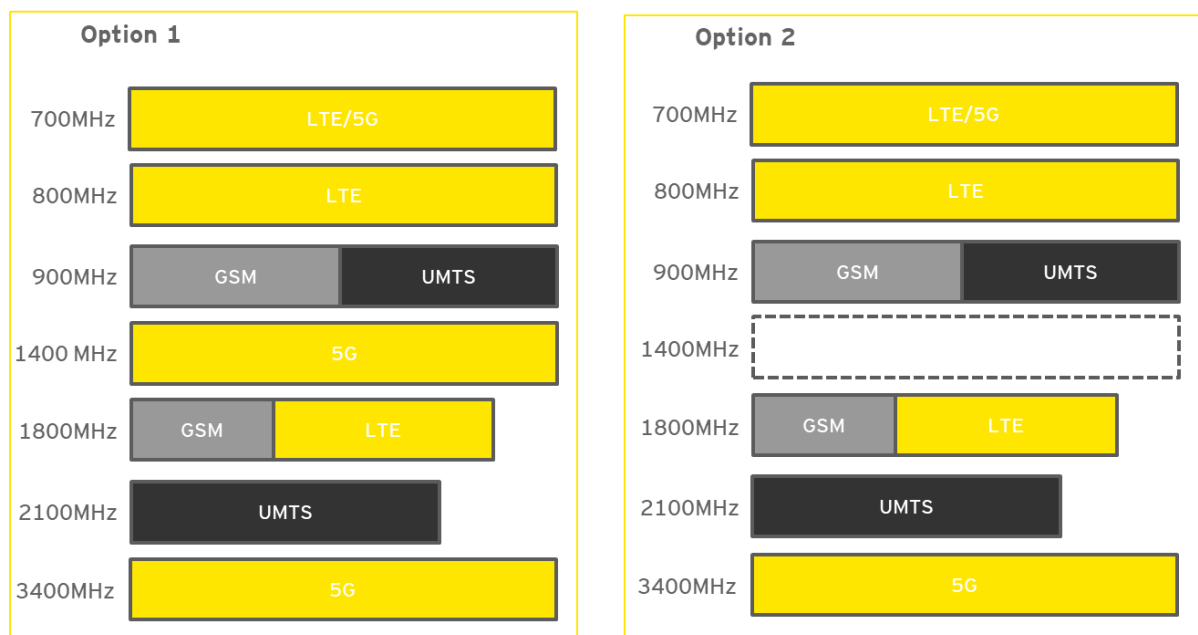 Option 1
700MHz LTE/5G
800MHz LTE
900MHz GSM UMTS
1400 MHz 5G
1800MHz GSM LTE
2100MHz UMTS
3400MHz 5G
Option 2
700MHz LTE/5G
800MHz LTE
900MHz GSM UMTS
1400MHz
1800MHz GSM LTE
2100MHz UMTS
3400MHz 5G